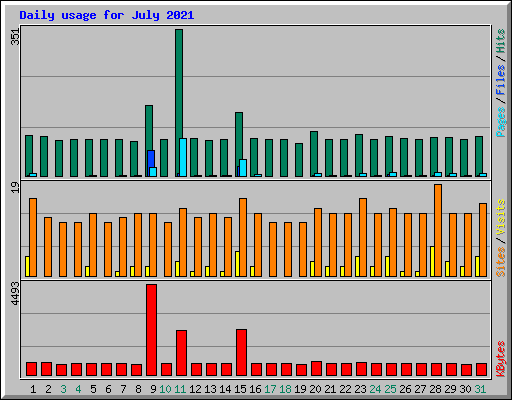 Daily usage for July 2021
351
Pages / Files / Hits
19
Sites / Visits
4493
KBytes
1 2 3 4 5 6 7 8 9 10 11 12 13 14 15 16 17 18 19 20 21 22 23 24 25 26 27 28 29 30 31